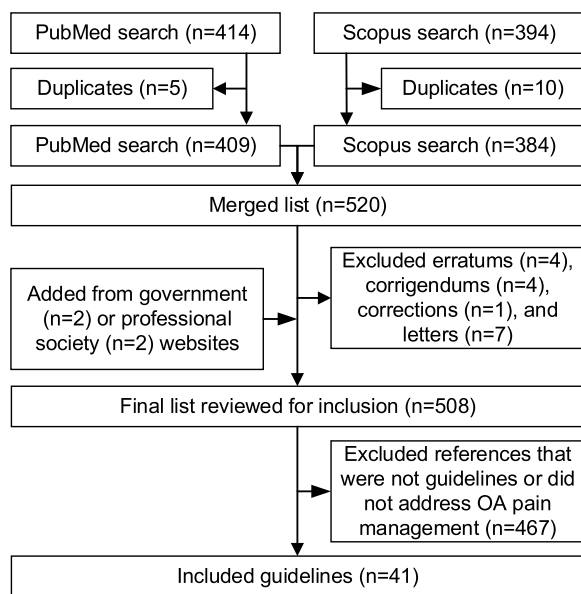 PubMed search (n=414)
Scopus search (n=394)
Duplicates (n=5)
Duplicates (n=10)
PubMed search (n=409)
Scopus search (n=384)
Merged list (n=520)
Excluded erratums (n=4),
corrigendums (n=4),
corrections (n=1), and
letters (n=7)
Added from government
(n=2) or professional
society (n=2) websites
Final list reviewed for inclusion (n=508)
Excluded references that
were not guidelines or did
not address OA pain
management (n=467)
Included guidelines (n=41)